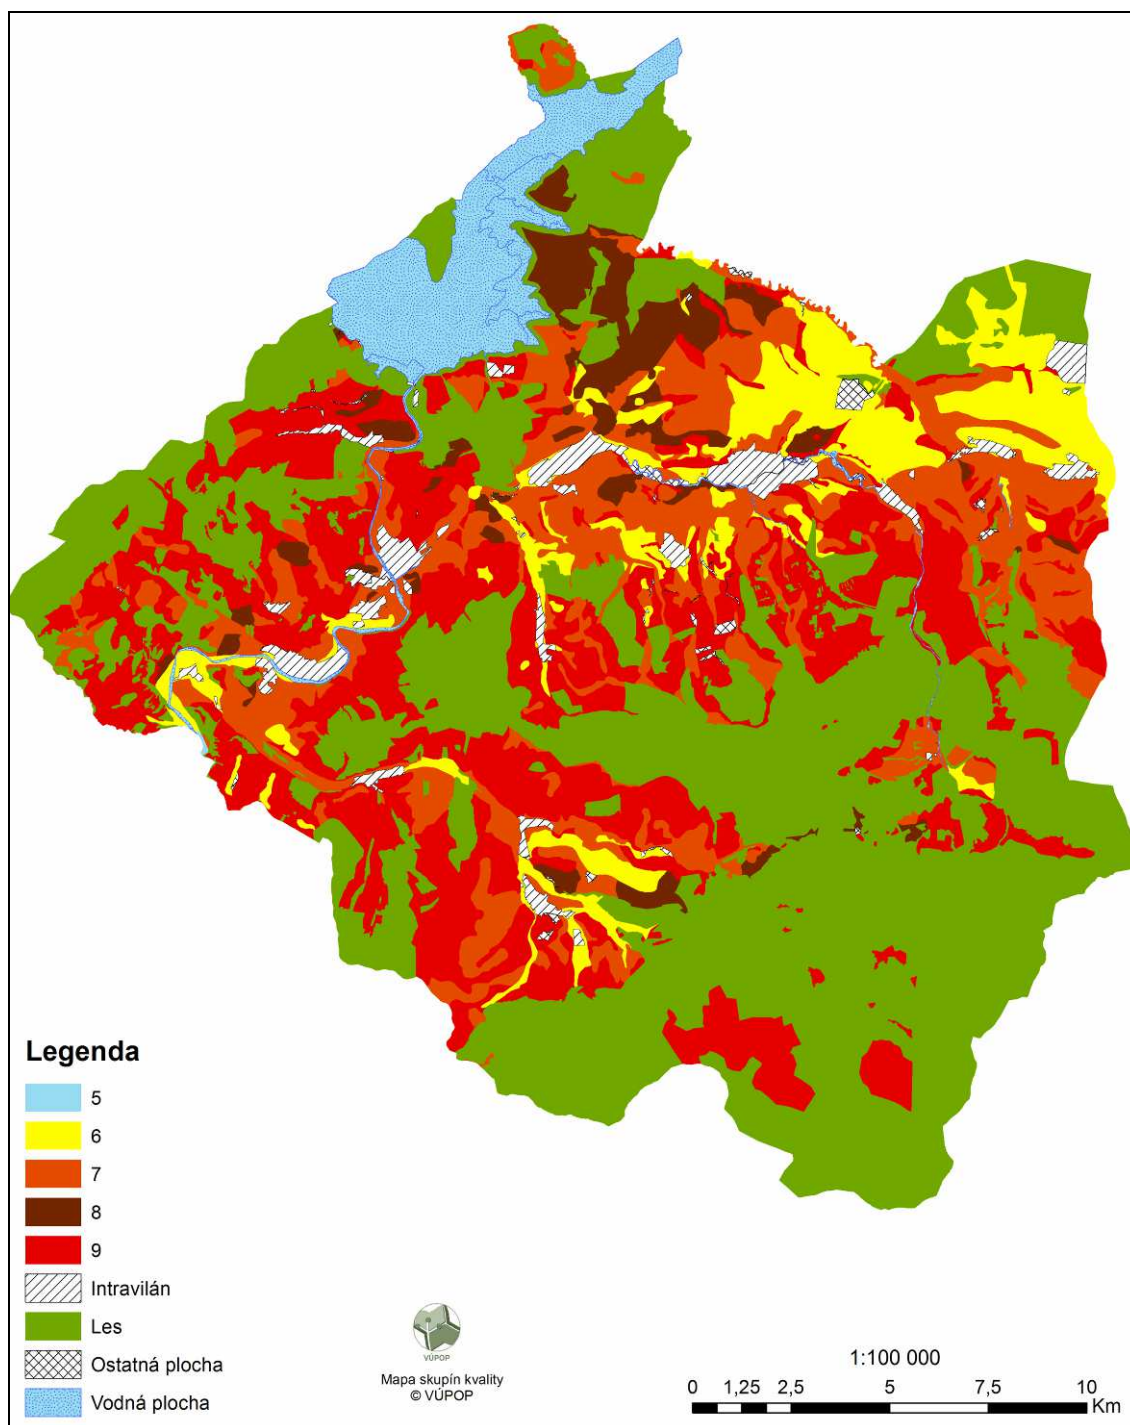 Legenda
5
6
7
8
9
Intravilán
Les
Ostatná plocha
Vodná plocha
VÚPOP
Mapa skupín kvality
© VÚPOP
1:100 000
0 1,25 2,5 5 7,5 10
Km